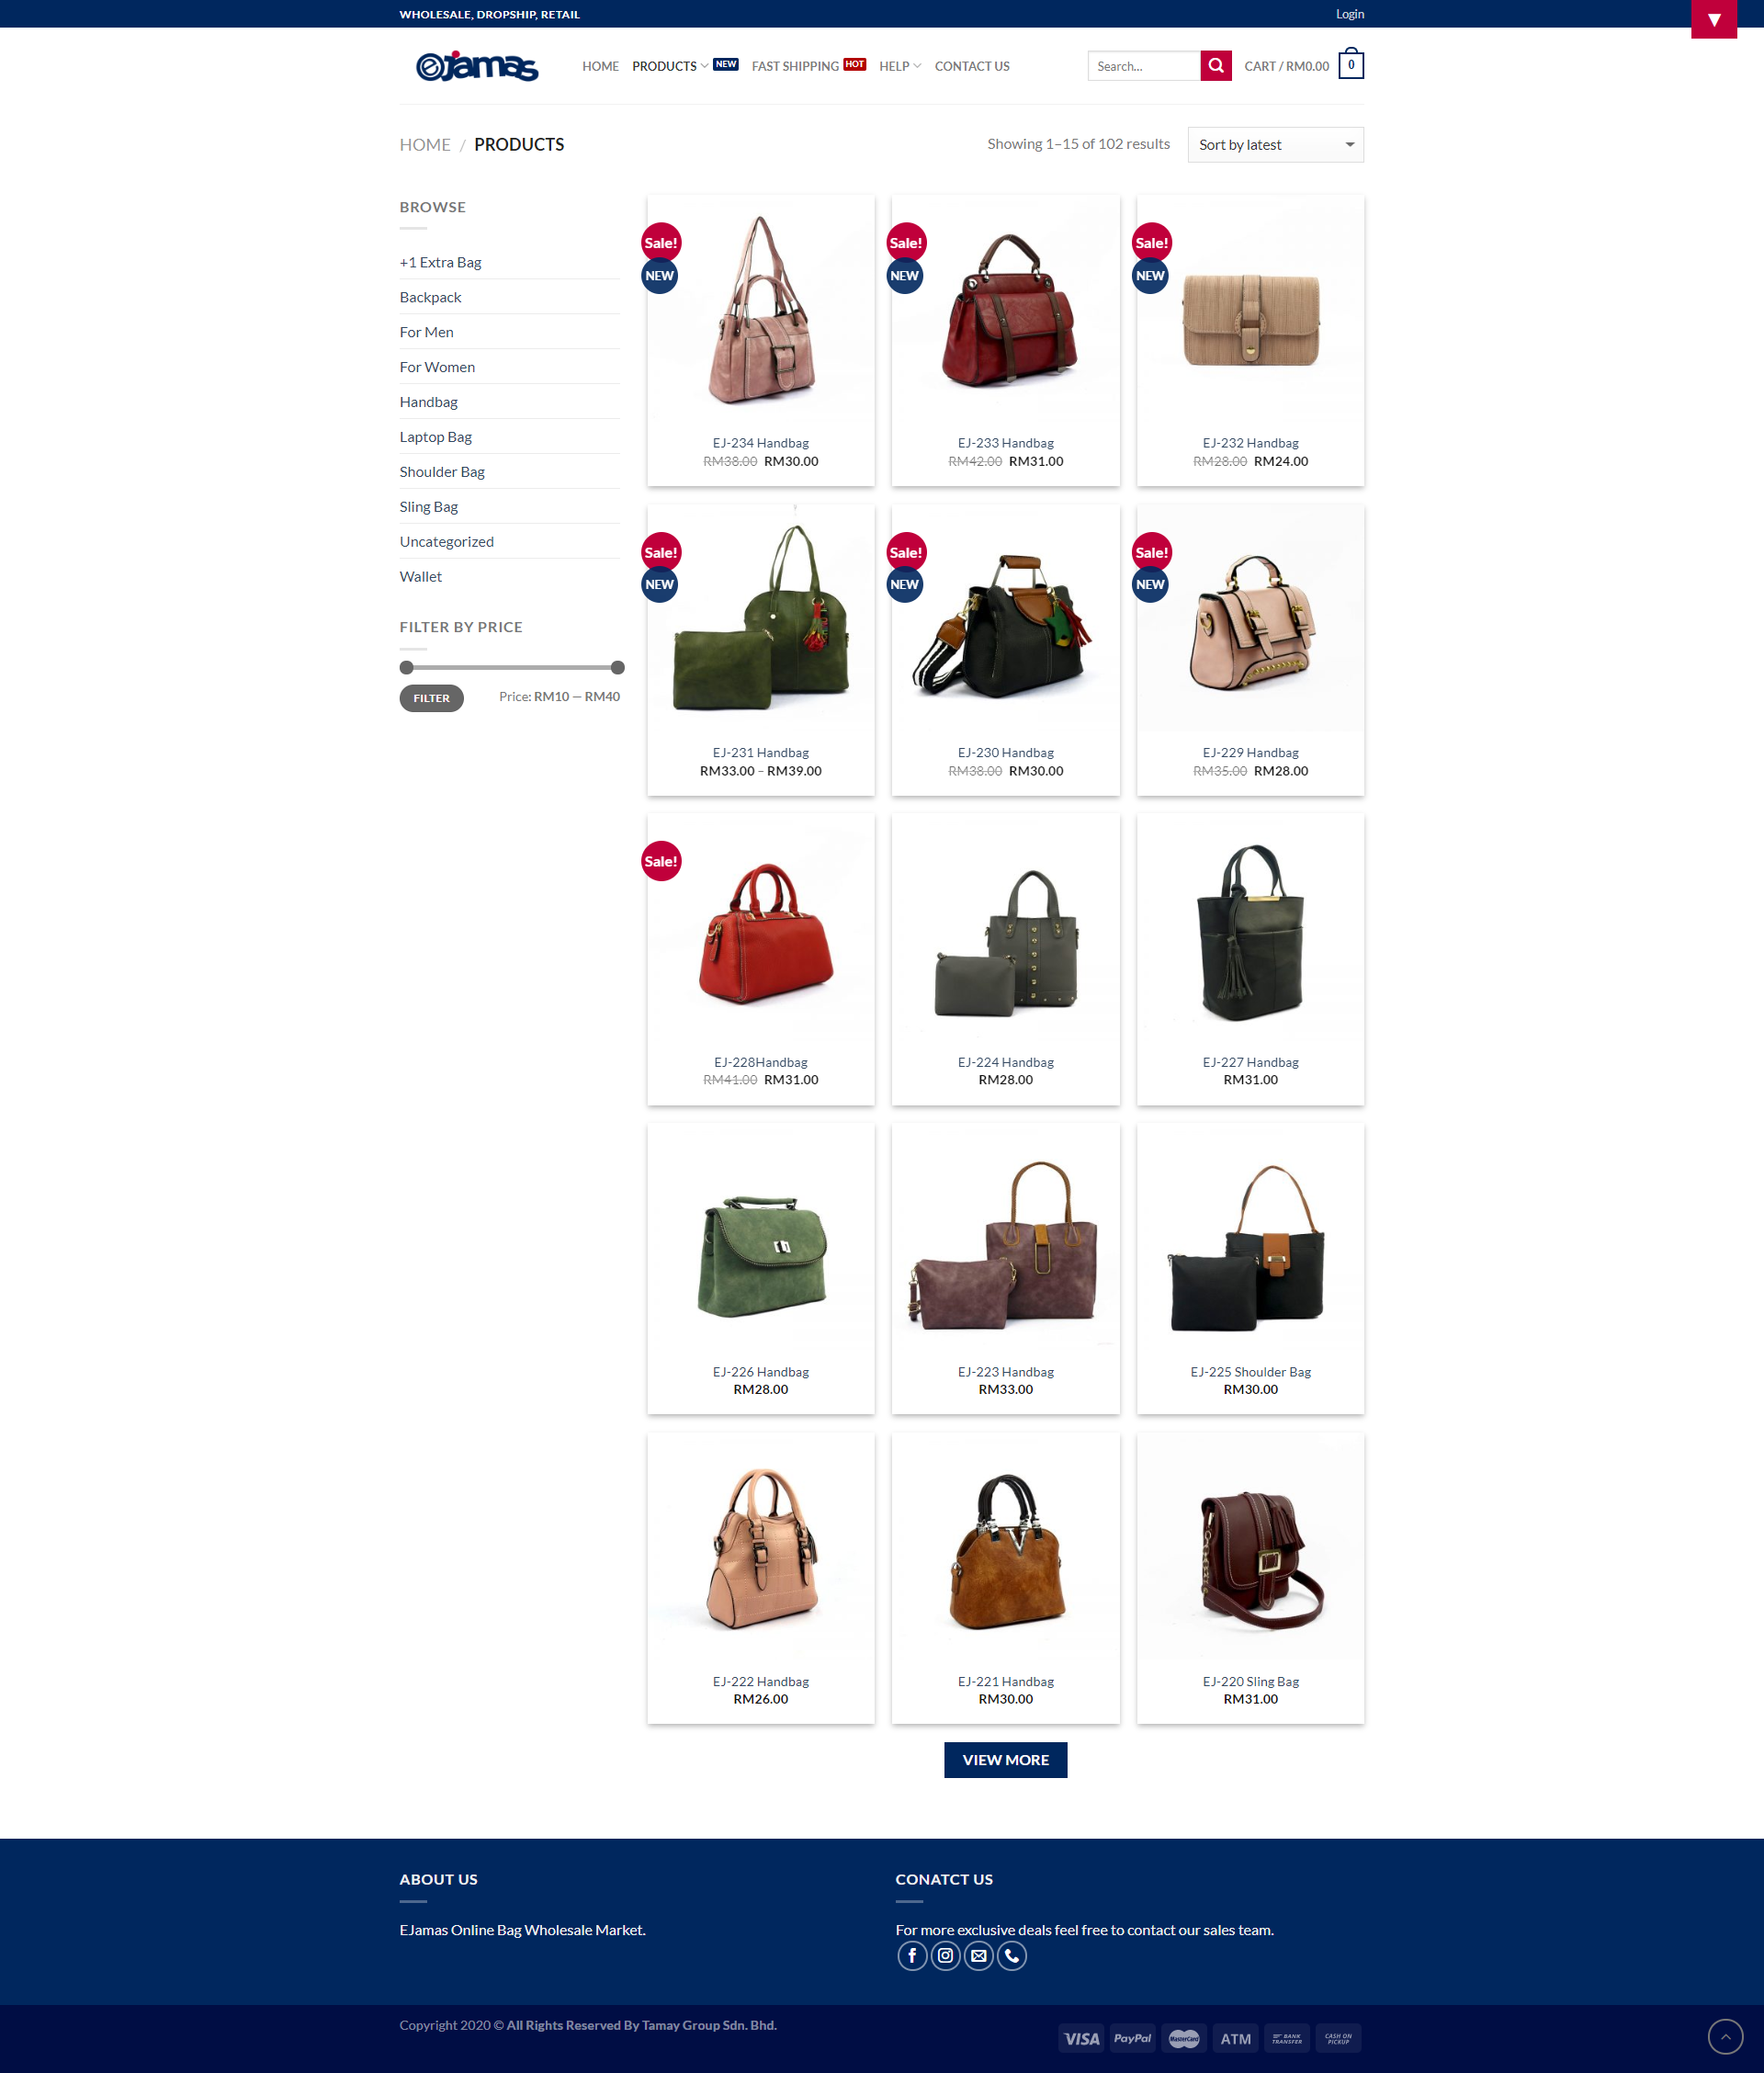 WHOLESALE, DROPSHIP, RETAIL
Login
▼
eJamas
HOME
PRODUCTS NEW
FAST SHIPPING HOT
HELP
CONTACT US
Search...
CART / RM0.00
0
HOME / PRODUCTS
Showing 1–15 of 102 results
Sort by latest
BROWSE
+1 Extra Bag
Backpack
For Men
For Women
Handbag
Laptop Bag
Shoulder Bag
Sling Bag
Uncategorized
Wallet
FILTER BY PRICE
FILTER
Price: RM10 — RM40
Sale!
NEW
EJ-234 Handbag
RM38.00 RM30.00
Sale!
NEW
EJ-233 Handbag
RM42.00 RM31.00
Sale!
NEW
EJ-232 Handbag
RM28.00 RM24.00
Sale!
NEW
EJ-231 Handbag
RM33.00 – RM39.00
Sale!
NEW
EJ-230 Handbag
RM38.00 RM30.00
Sale!
NEW
EJ-229 Handbag
RM35.00 RM28.00
Sale!
EJ-228Handbag
RM41.00 RM31.00
EJ-224 Handbag
RM28.00
EJ-227 Handbag
RM31.00
EJ-226 Handbag
RM28.00
EJ-223 Handbag
RM33.00
EJ-225 Shoulder Bag
RM30.00
EJ-222 Handbag
RM26.00
EJ-221 Handbag
RM30.00
EJ-220 Sling Bag
RM31.00
VIEW MORE
ABOUT US
EJamas Online Bag Wholesale Market.
CONATCT US
For more exclusive deals feel free to contact our sales team.
Copyright 2020 © All Rights Reserved By Tamay Group Sdn. Bhd.
VISA
PayPal
MasterCard
ATM
BANK TRANSFER
CASH ON PICKUP